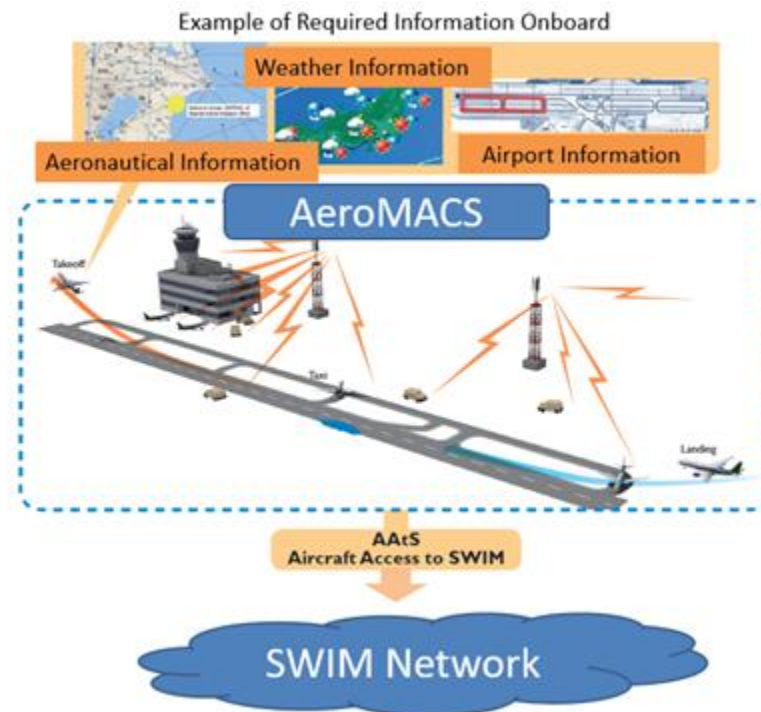 Example of Required Information Onboard
Weather Information
Aeronautical Information
Airport Information
AeroMACS
Takeoff
Taxi
Landing
AAtS
Aircraft Access to SWIM
SWIM Network